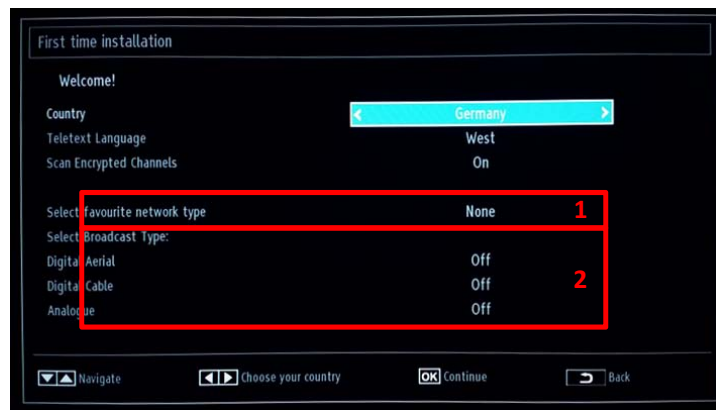 First time installation
Welcome!
Country < Germany >
Teletext Language West
Scan Encrypted Channels On
Select favourite network type None 1
Select Broadcast Type:
Digital Aerial Off
Digital Cable Off 2
Analogue Off
Navigate Choose your country OK Continue Back